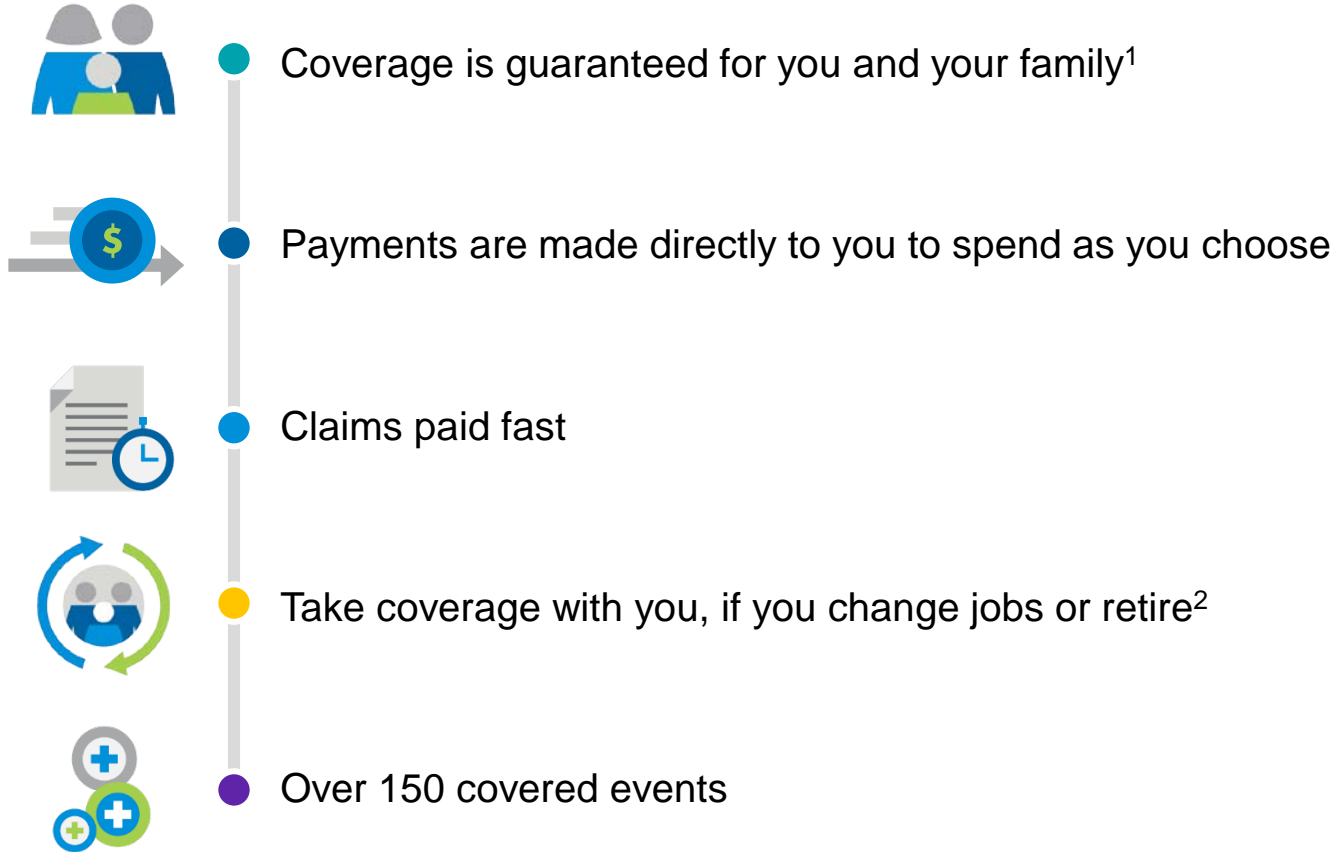 Coverage is guaranteed for you and your family¹
$
Payments are made directly to you to spend as you choose
Claims paid fast
Take coverage with you, if you change jobs or retire²
Over 150 covered events